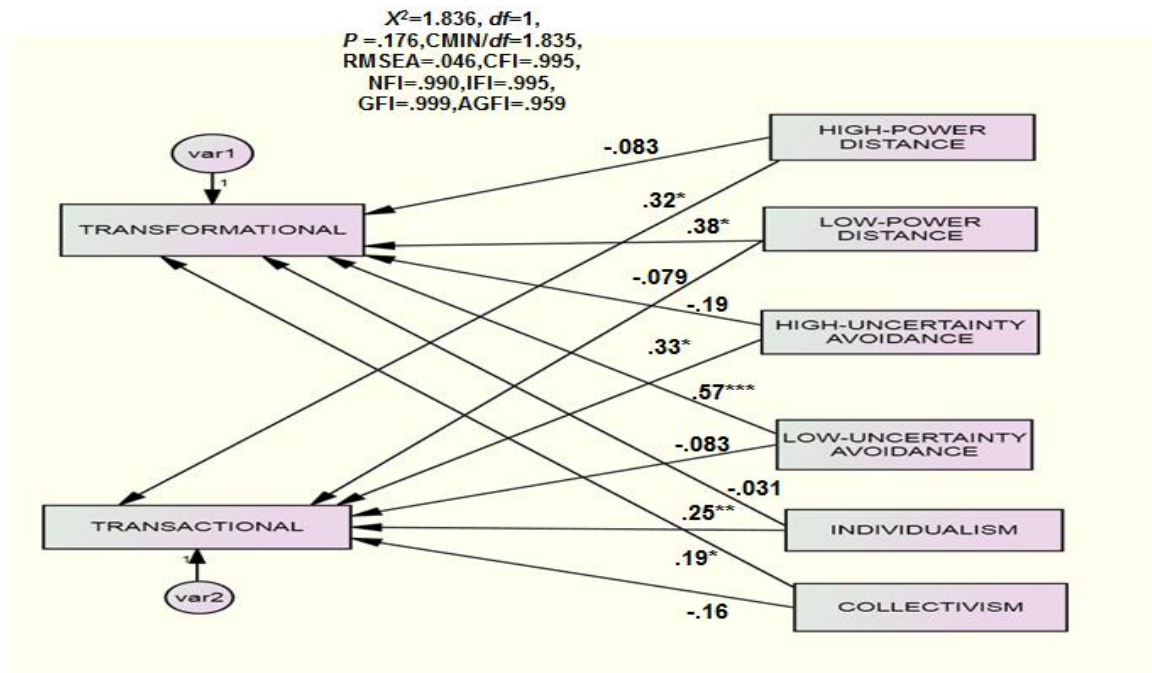 X²=1.836, df=1,
P =.176,CMIN/df=1.835,
RMSEA=.046,CFI=.995,
NFI=.990,IFI=.995,
GFI=.999,AGFI=.959
var1
1
TRANSFORMATIONAL
HIGH-POWER
DISTANCE
-.083
.32*
.38*
LOW-POWER
DISTANCE
-.079
-.19
HIGH-UNCERTAINTY
AVOIDANCE
.33*
.57***
LOW-UNCERTAINTY
AVOIDANCE
-.083
-.031
.25**
INDIVIDUALISM
TRANSACTIONAL
1
var2
.19*
-.16
COLLECTIVISM